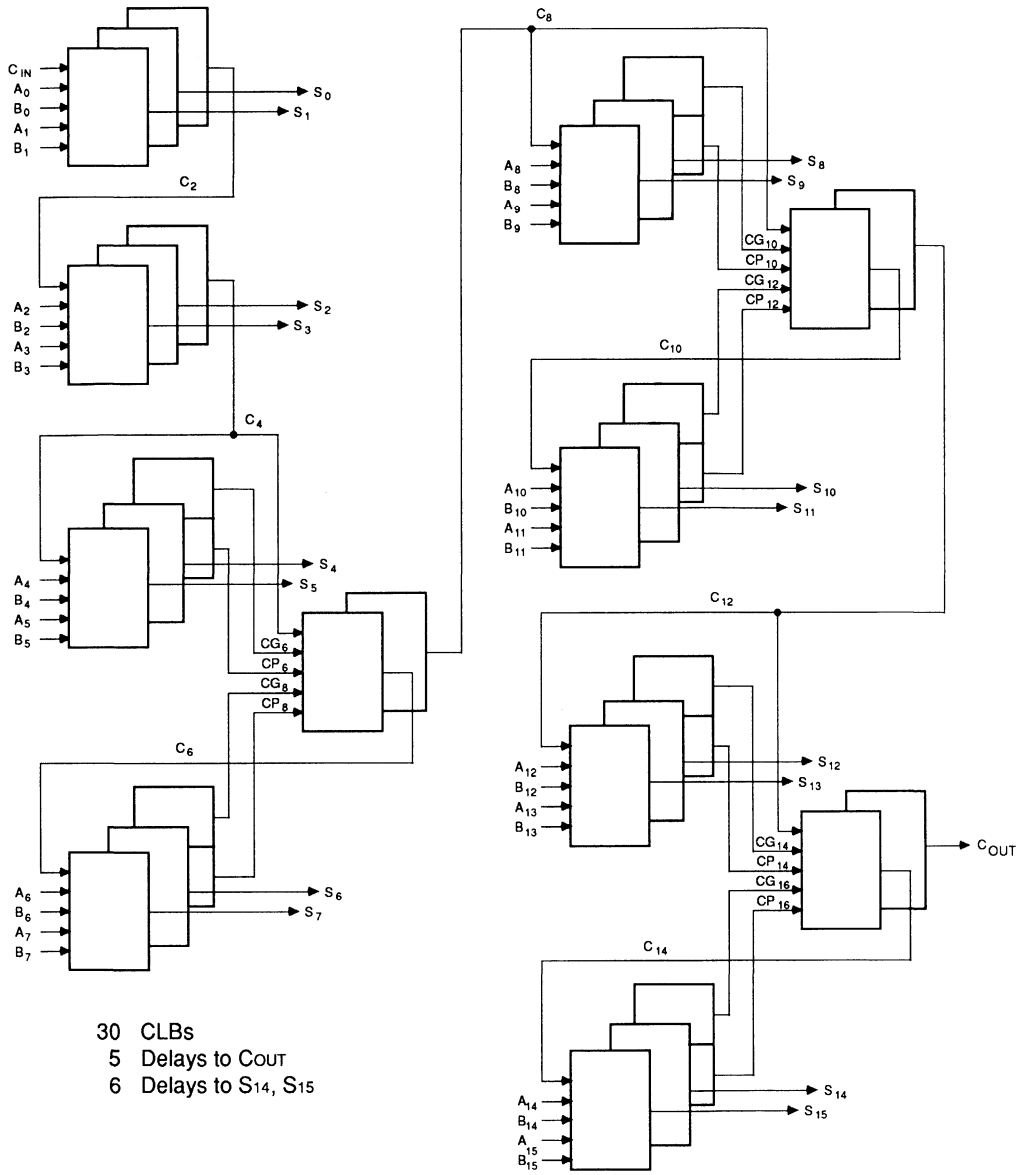 C IN
A0
B0
A1
B1
S0
S1
C2
A2
B2
A3
B3
S2
S3
C4
A4
B4
A5
B5
S4
S5
CG6
CP6
CG8
CP8
C6
A6
B6
A7
B7
S6
S7
C8
A8
B8
A9
B9
S8
S9
CG10
CP10
CG12
CP12
C10
A10
B10
A11
B11
S10
S11
C12
A12
B12
A13
B13
S12
S13
CG14
CP14
CG16
CP16
COUT
C14
A14
B14
A15
B15
S14
S15
30 CLBs
5 Delays to COUT
6 Delays to S14, S15